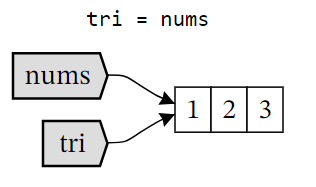 tri = nums
nums
1 2 3
tri